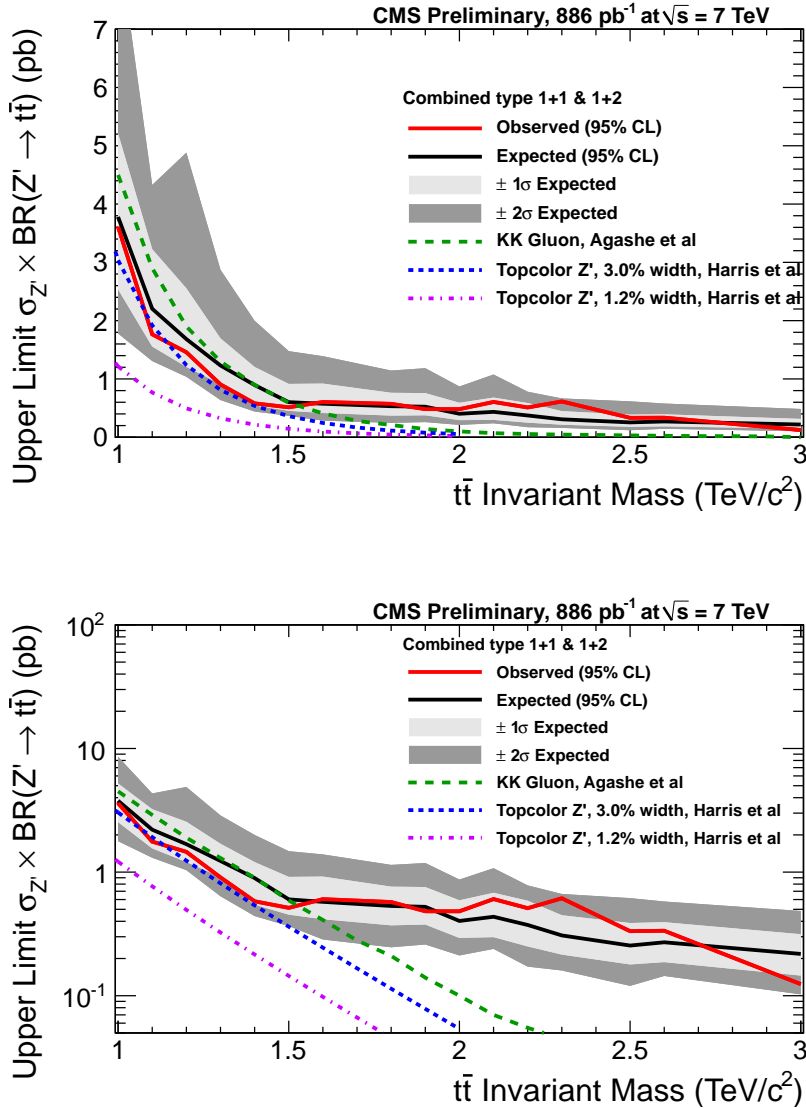 CMS Preliminary, 886 pb⁻¹ at √s = 7 TeV
Upper Limit σ_Z' × BR(Z' → tt̄) (pb)
7
6
5
4
3
2
1
0
Combined type 1+1 & 1+2
Observed (95% CL)
Expected (95% CL)
± 1σ Expected
± 2σ Expected
KK Gluon, Agashe et al
Topcolor Z', 3.0% width, Harris et al
Topcolor Z', 1.2% width, Harris et al
1 1.5 2 2.5 3
tt̄ Invariant Mass (TeV/c²)
CMS Preliminary, 886 pb⁻¹ at √s = 7 TeV
Upper Limit σ_Z' × BR(Z' → tt̄) (pb)
10²
10
1
10⁻¹
Combined type 1+1 & 1+2
Observed (95% CL)
Expected (95% CL)
± 1σ Expected
± 2σ Expected
KK Gluon, Agashe et al
Topcolor Z', 3.0% width, Harris et al
Topcolor Z', 1.2% width, Harris et al
1 1.5 2 2.5 3
tt̄ Invariant Mass (TeV/c²)